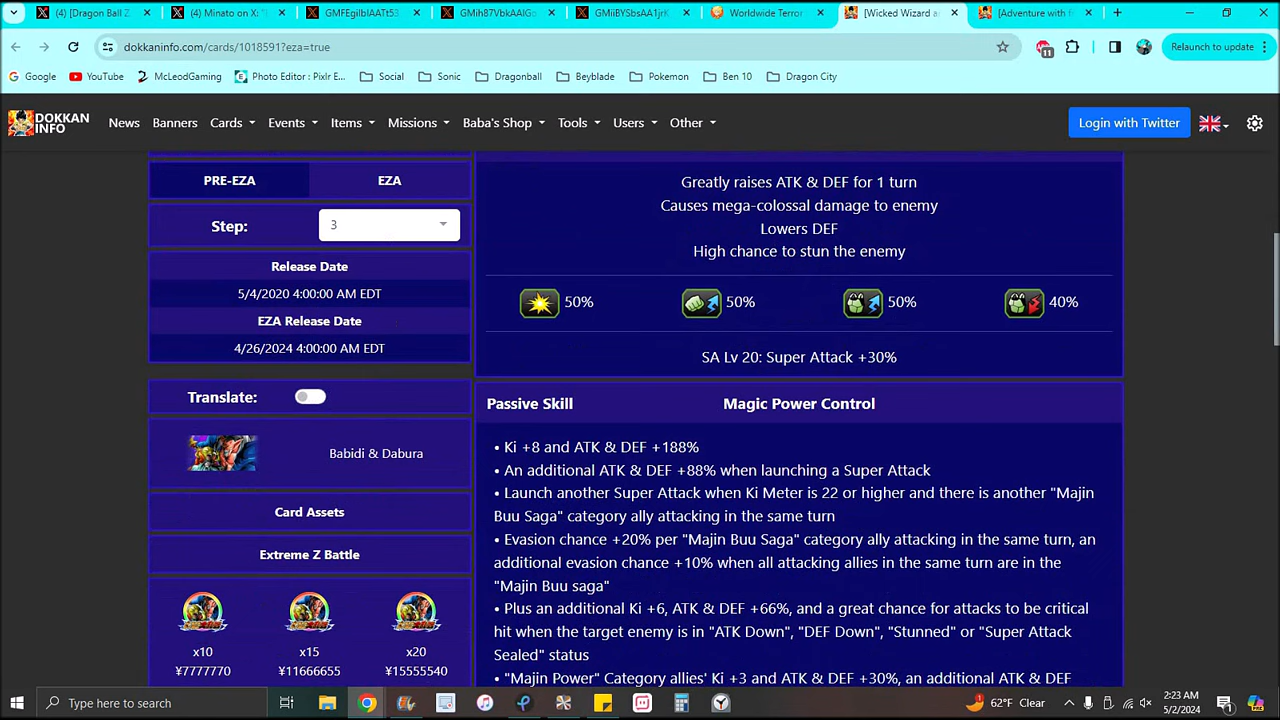 [Dragon Ball Z
(4) Minato on X: "
GMFEgilbIAATt53
GMih87VbkAAIGo
GMiiBYSbsAA1jrK
Worldwide Terror
[Wicked Wizard a
[Adventure with f
dokkaninfo.com/cards/1018591?eza=true
11
Relaunch to update
Google
YouTube
McLeodGaming
Photo Editor : Pixlr E...
Social
Sonic
Dragonball
Beyblade
Pokemon
Ben 10
Dragon City
DOKKAN
INFO
News
Banners
Cards
Events
Items
Missions
Baba's Shop
Tools
Users
Other
Login with Twitter
PRE-EZA
EZA
Step:
3
Release Date
5/4/2020 4:00:00 AM EDT
EZA Release Date
4/26/2024 4:00:00 AM EDT
Translate:
Babidi & Dabura
Card Assets
Extreme Z Battle
x10
x15
x20
¥7777770
¥11666655
¥15555540
Greatly raises ATK & DEF for 1 turn
Causes mega-colossal damage to enemy
Lowers DEF
High chance to stun the enemy
50%
50%
50%
40%
SA Lv 20: Super Attack +30%
Passive Skill
Magic Power Control
• Ki +8 and ATK & DEF +188%
• An additional ATK & DEF +88% when launching a Super Attack
• Launch another Super Attack when Ki Meter is 22 or higher and there is another "Majin
Buu Saga" category ally attacking in the same turn
• Evasion chance +20% per "Majin Buu Saga" category ally attacking in the same turn, an
additional evasion chance +10% when all attacking allies in the same turn are in the
"Majin Buu saga"
• Plus an additional Ki +6, ATK & DEF +66%, and a great chance for attacks to be critical
hit when the target enemy is in "ATK Down", "DEF Down", "Stunned" or "Super Attack
Sealed" status
• "Majin Power" Category allies' Ki +3 and ATK & DEF +30%, an additional ATK & DEF
Type here to search
62°F Clear
2:23 AM
5/2/2024
1